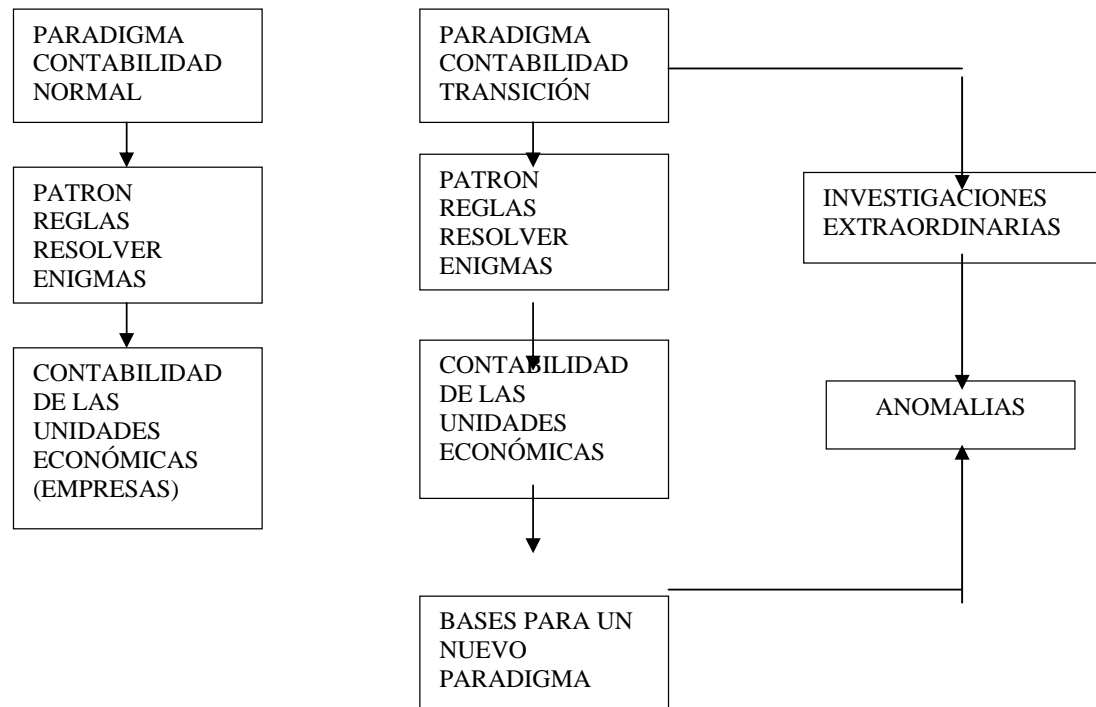 PARADIGMA
CONTABILIDAD
NORMAL
PATRON
REGLAS
RESOLVER
ENIGMAS
CONTABILIDAD
DE LAS
UNIDADES
ECONÓMICAS
(EMPRESAS)
PARADIGMA
CONTABILIDAD
TRANSICIÓN
PATRON
REGLAS
RESOLVER
ENIGMAS
CONTABILIDAD
DE LAS
UNIDADES
ECONÓMICAS
BASES PARA UN
NUEVO
PARADIGMA
INVESTIGACIONES
EXTRAORDINARIAS
ANOMALIAS